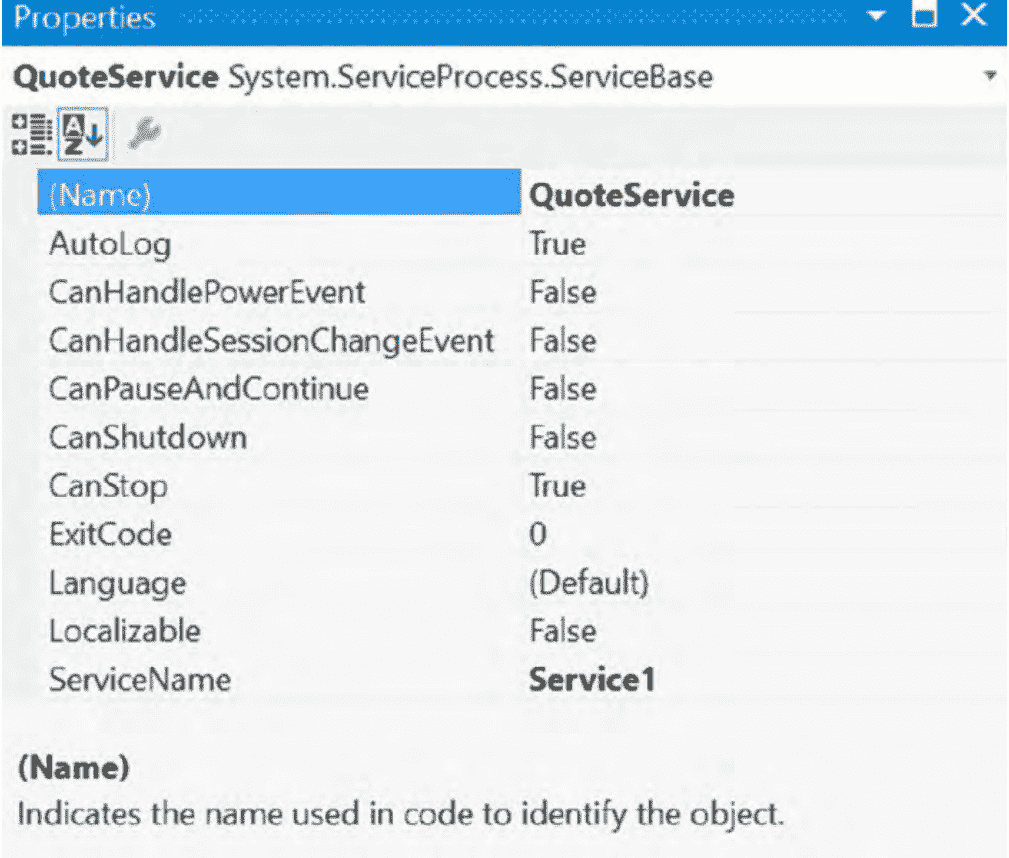 Properties
QuoteService System.ServiceProcess.ServiceBase
(Name) QuoteService
AutoLog True
CanHandlePowerEvent False
CanHandleSessionChangeEvent False
CanPauseAndContinue False
CanShutdown False
CanStop True
ExitCode 0
Language (Default)
Localizable False
ServiceName Service1
(Name)
Indicates the name used in code to identify the object.